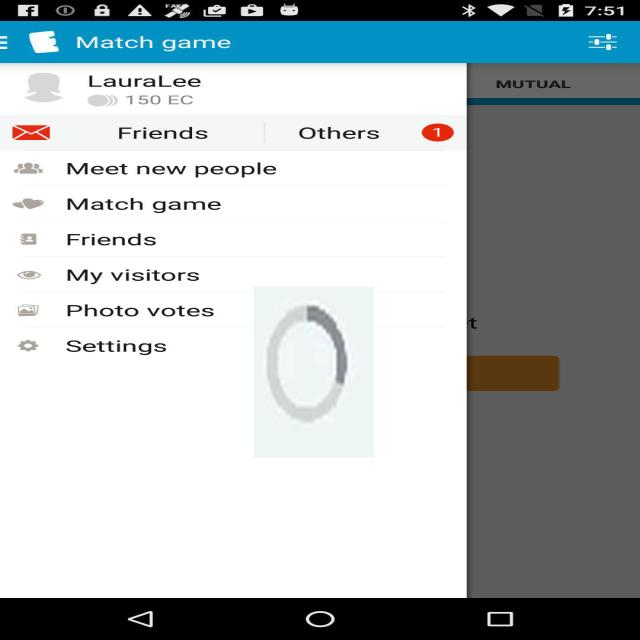 7:51
Match game
LauraLee
150 EC
MUTUAL
Friends Others 1
Meet new people
Match game
Friends
My visitors
Photo votes
t
Settings